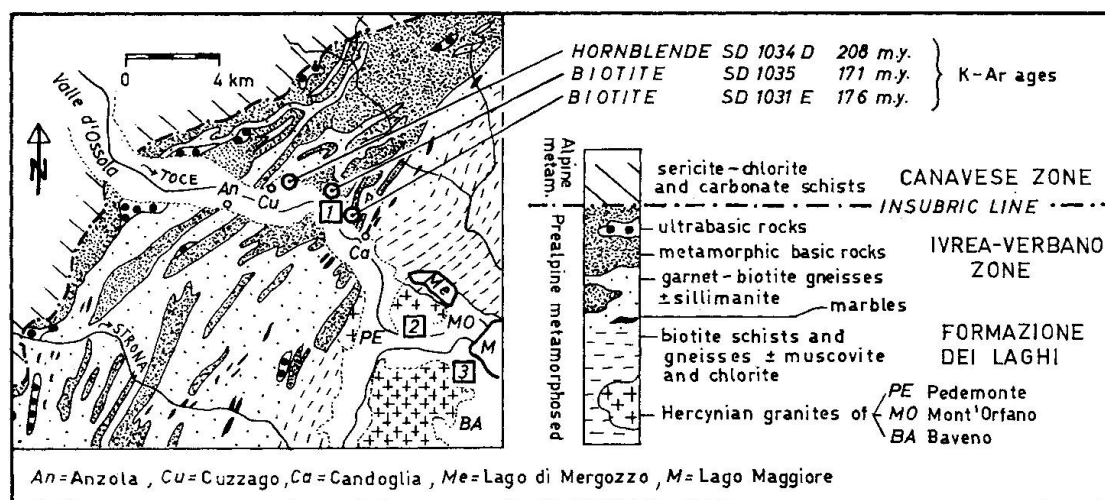 0 4 km
Valle d'Ossola
N
→TOCE
An
Cu
1
Ca
Me
MO
2
PE
M
3
→STRONA
BA
HORNBLENDE SD 1034 D 208 m.y.
BIOTITE SD 1035 171 m.y.
BIOTITE SD 1031 E 176 m.y.
K-Ar ages
Alpine metam.
Prealpine metamorphosed
sericite-chlorite
and carbonate schists
CANAVESE ZONE
INSUBRIC LINE
ultrabasic rocks
metamorphic basic rocks
IVREA-VERBANO
ZONE
garnet-biotite gneisses
±sillimanite
marbles
biotite schists and
gneisses ± muscovite
and chlorite
FORMAZIONE
DEI LAGHI
Hercynian granites of
PE Pedemonte
MO Mont'Orfano
BA Baveno
An=Anzola, Cu=Cuzzago, Ca=Candoglia, Me=Lago di Mergozzo, M=Lago Maggiore